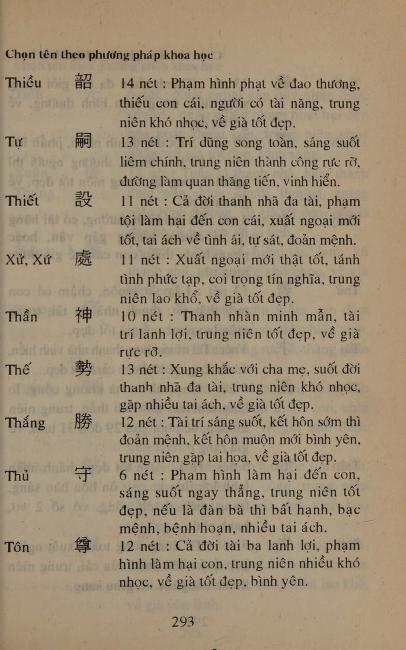 Chọn tên theo phương pháp khoa học
Thiều 韶 14 nét : Phạm hình phạt về đao thương,
thiếu con cái, người có tài năng, trung
niên khó nhọc, về già tốt đẹp.
Tự 嗣 13 nét : Trí dũng song toàn, sáng suốt
liêm chính, trung niên thành công rực rỡ,
đường làm quan thăng tiến, vinh hiển.
Thiết 設 11 nét : Cả đời thanh nhã đa tài, phạm
tội làm hại đến con cái, xuất ngoại mới
tốt, tai ách về tình ái, tự sát, đoản mệnh.
Xử, Xứ 處 11 nét : Xuất ngoại mới thật tốt, tánh
tình phức tạp, coi trọng tín nghĩa, trung
niên lao khổ, về già tốt đẹp.
Thần 神 10 nét : Thanh nhàn minh mẫn, tài
trí lanh lợi, trung niên tốt đẹp, về già
rực rỡ.
Thế 勢 13 nét : Xung khắc với cha mẹ, suốt đời
thanh nhã đa tài, trung niên khó nhọc,
gặp nhiều tai ách, về già tốt đẹp.
Thắng 勝 12 nét : Tài trí sáng suốt, kết hôn sớm thì
đoản mệnh, kết hôn muộn mới bình yên,
trung niên gặp tai họa, về già tốt đẹp.
Thủ 守 6 nét : Phạm hình làm hại đến con,
sáng suốt ngay thẳng, trung niên tốt
đẹp, nếu là đàn bà thì bất hạnh, bạc
mệnh, bệnh hoạn, nhiều tai ách.
Tôn 尊 12 nét : Cả đời tài ba lanh lợi, phạm
hình làm hại con, trung niên nhiều khó
nhọc, về già tốt đẹp, bình yên.
293